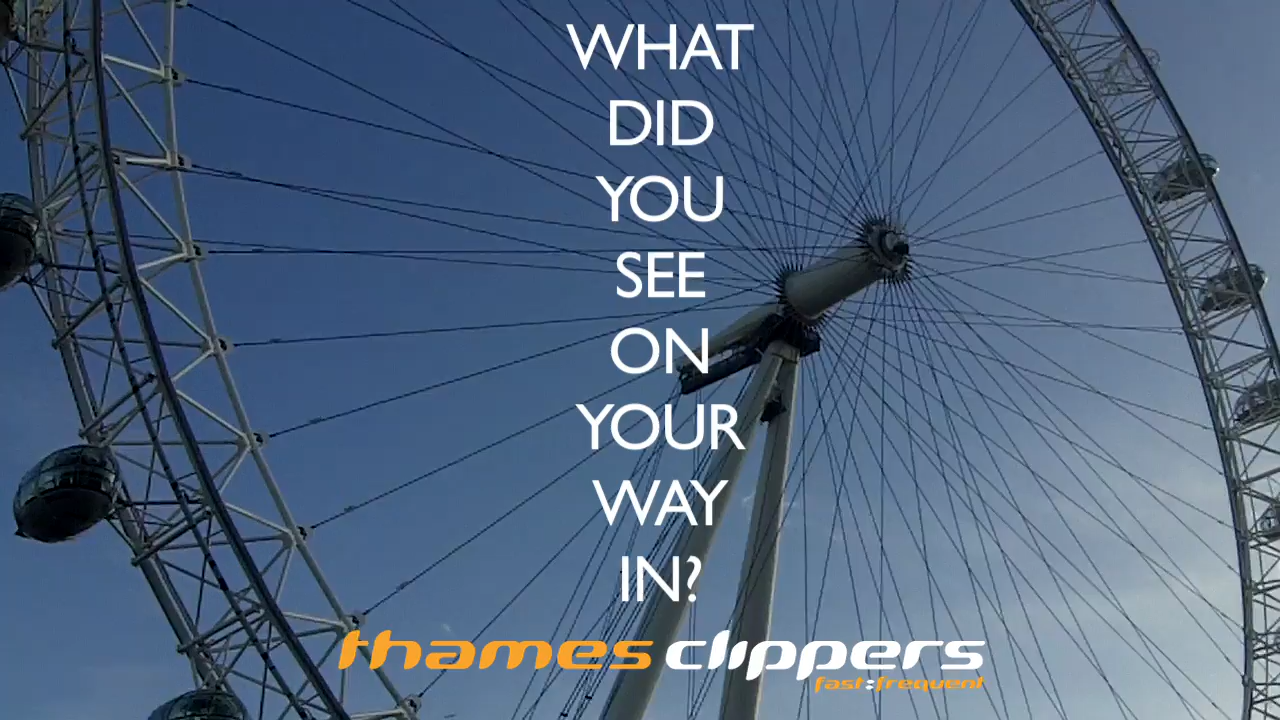 WHAT
DID
YOU
SEE
ON
YOUR
WAY
IN?
thames clippers
fast:frequent